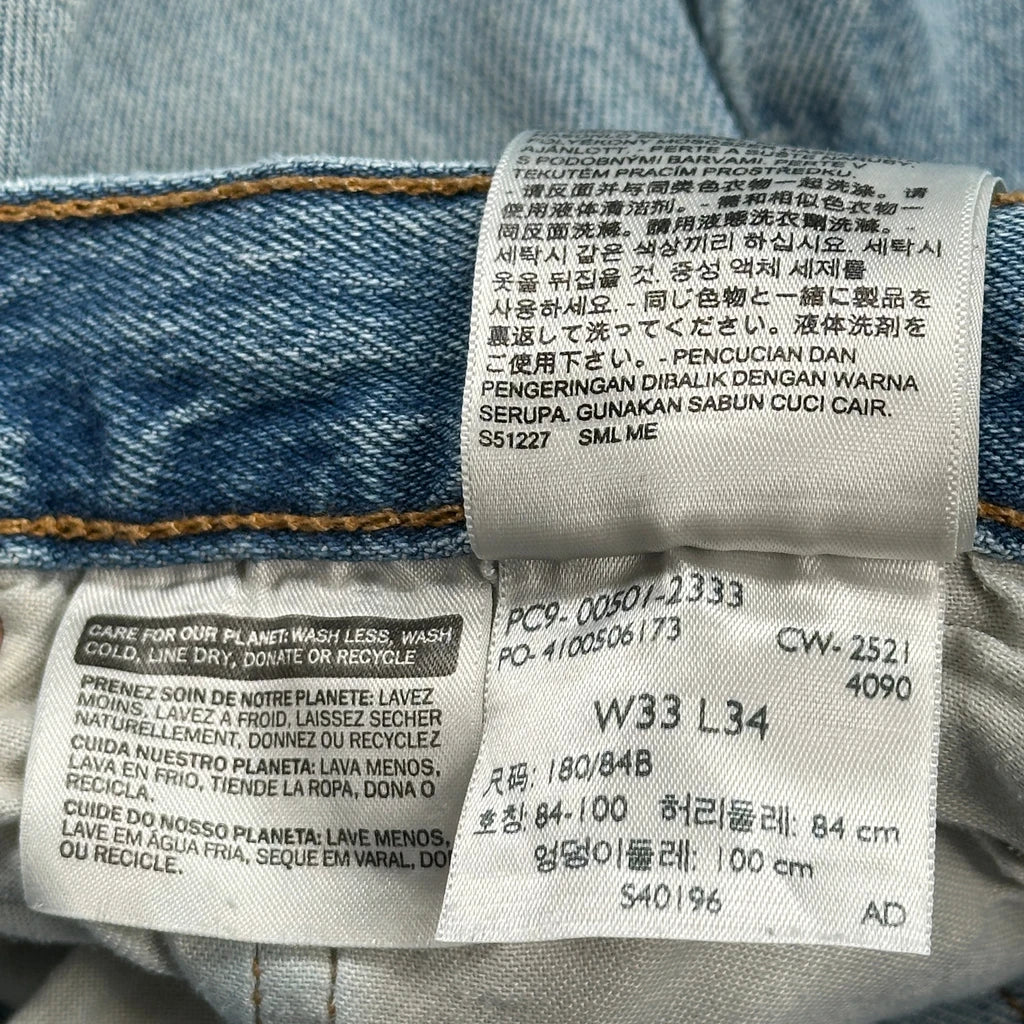 AJÁNLOTT. - PERTE A SUŠTE NARUBY
S PODOBNÝMI BARVAMI. PERTE V
TEKUTÉM PRACÍM PROSTŘEDKU.
- 请反面并与同类色衣物一起洗涤。请
使用液体清洁剂。- 需和相似色衣物一
同反面洗滌。請用液態洗衣劑洗滌。-
세탁시 같은 색상끼리 하십시요. 세탁시
옷을 뒤집을 것. 중성 액체 세제를
사용하세요. - 同じ色物と一緒に製品を
裏返して洗ってください。液体洗剤を
ご使用下さい。- PENCUCIAN DAN
PENGERINGAN DIBALIK DENGAN WARNA
SERUPA. GUNAKAN SABUN CUCI CAIR.
S51227 SML ME
CARE FOR OUR PLANET: WASH LESS, WASH
COLD, LINE DRY, DONATE OR RECYCLE
PRENEZ SOIN DE NOTRE PLANETE: LAVEZ
MOINS, LAVEZ A FROID, LAISSEZ SECHER
NATURELLEMENT, DONNEZ OU RECYCLEZ
CUIDA NUESTRO PLANETA: LAVA MENOS,
LAVA EN FRIO, TIENDE LA ROPA, DONA O
RECICLA.
CUIDE DO NOSSO PLANETA: LAVE MENOS,
LAVE EM ÁGUA FRIA, SEQUE EM VARAL,
OU RECICLE.
PC9-00501-2333
PO-4100506173 CW-2521
4090
W33 L34
尺码: 180/84B
호칭: 84-100 허리둘레: 84 cm
엉덩이둘레: 100 cm
S40196
AD